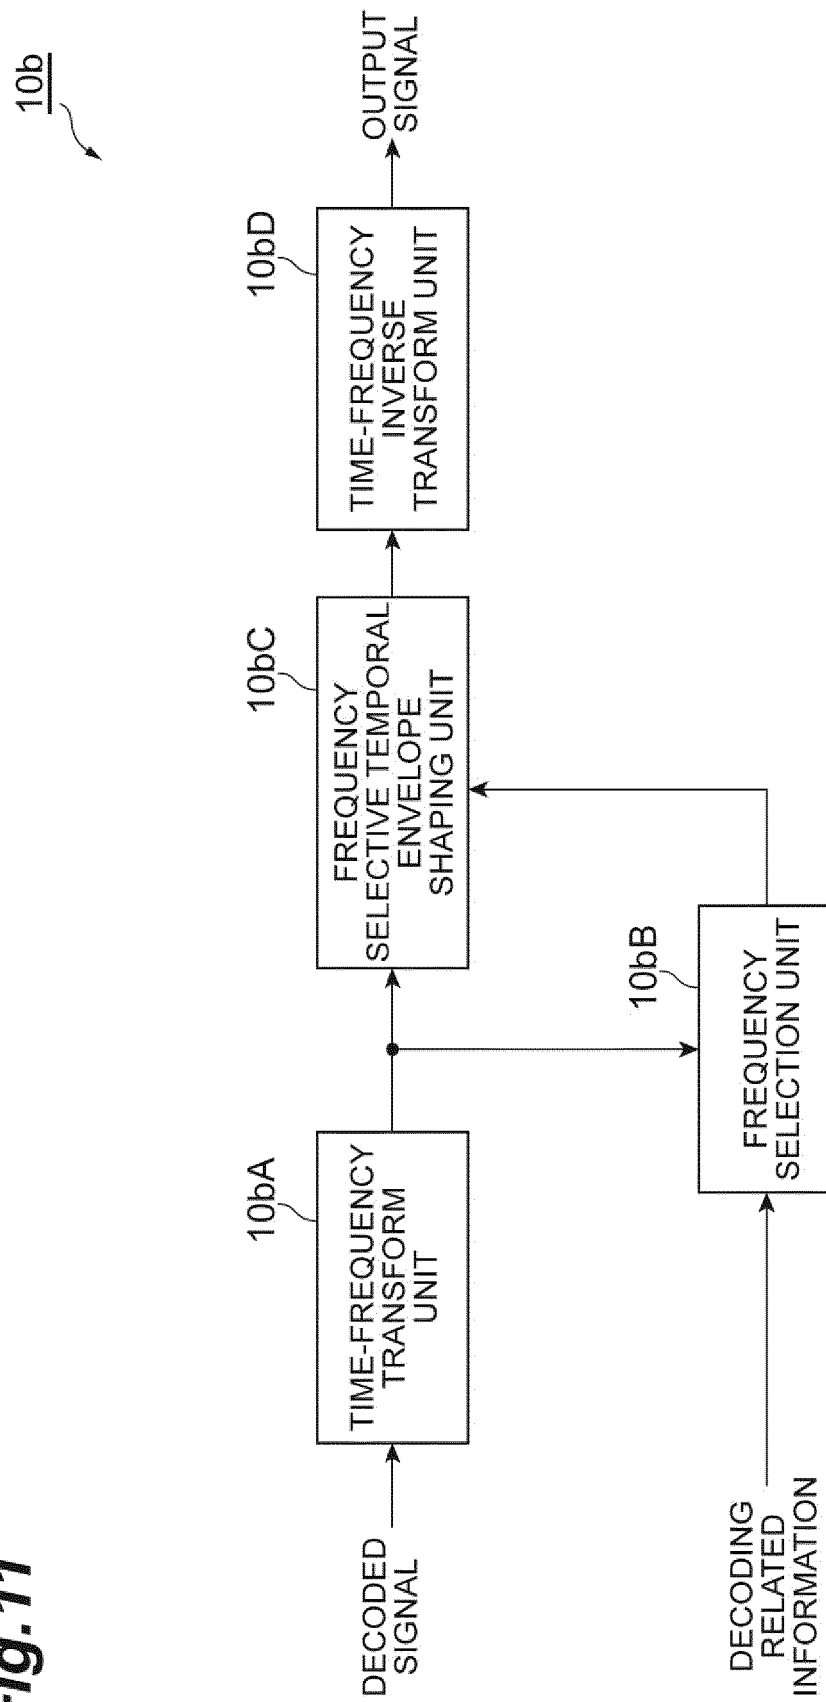 Fig.11
10b
DECODED
SIGNAL
10bA
TIME-FREQUENCY
TRANSFORM
UNIT
10bC
FREQUENCY
SELECTIVE TEMPORAL
ENVELOPE
SHAPING UNIT
10bD
TIME-FREQUENCY
INVERSE
TRANSFORM UNIT
OUTPUT
SIGNAL
DECODING
RELATED
INFORMATION
10bB
FREQUENCY
SELECTION UNIT